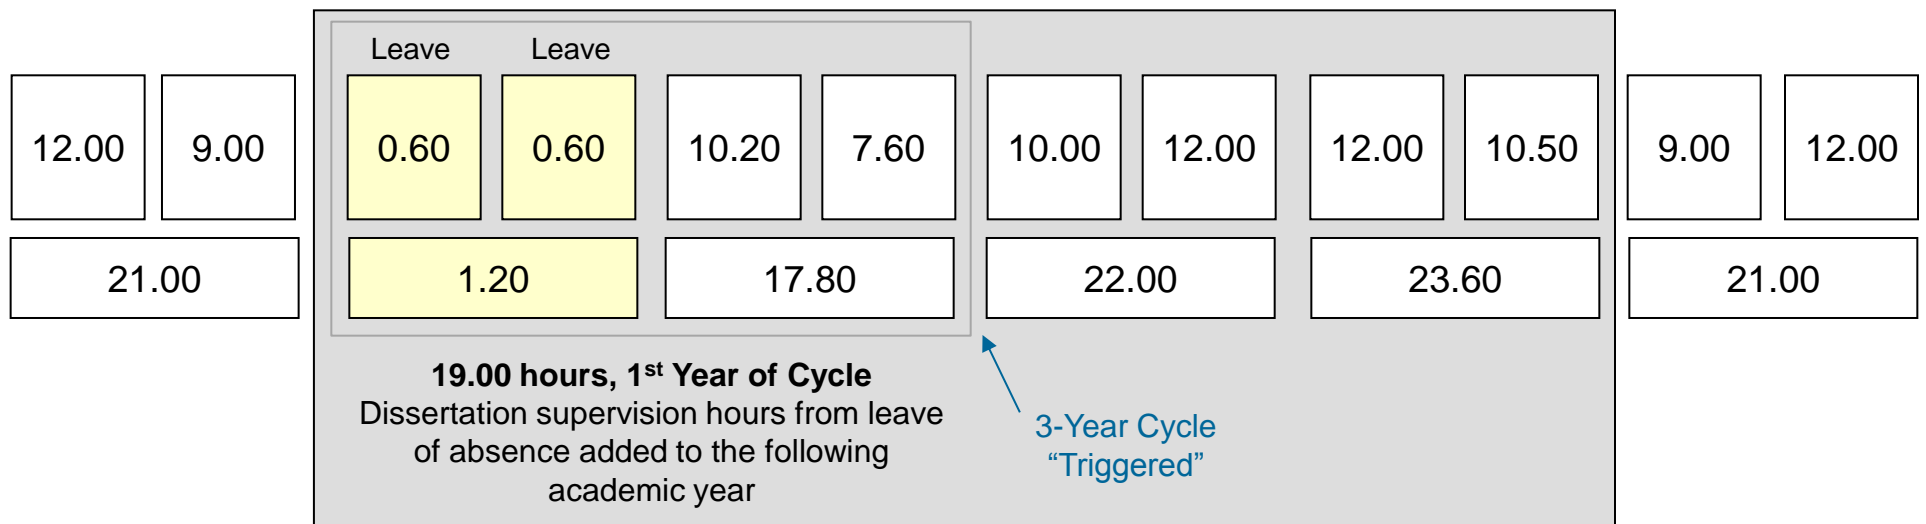 Leave Leave
12.00 9.00 0.60 0.60 10.20 7.60 10.00 12.00 12.00 10.50 9.00 12.00
21.00 1.20 17.80 22.00 23.60 21.00
19.00 hours, 1st Year of Cycle
Dissertation supervision hours from leave
of absence added to the following
academic year
3-Year Cycle
“Triggered”